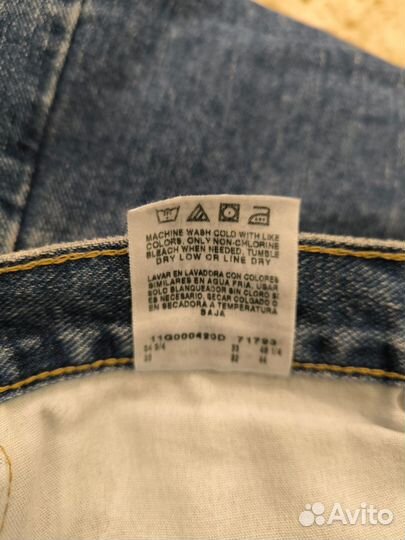 MACHINE WASH COLD WITH LIKE
COLORS, ONLY NON-CHLORINE
BLEACH WHEN NEEDED, TUMBLE
DRY LOW OR LINE DRY
LAVAR EN LAVADORA CON COLORES
SIMILARES EN AGUA FRIA, USAR
SOLO BLANQUEADOR SIN CLORO SI
ES NECESARIO, SECAR COLGADO O
EN SECADORA A TEMPERATURA
BAJA
71793
Avito